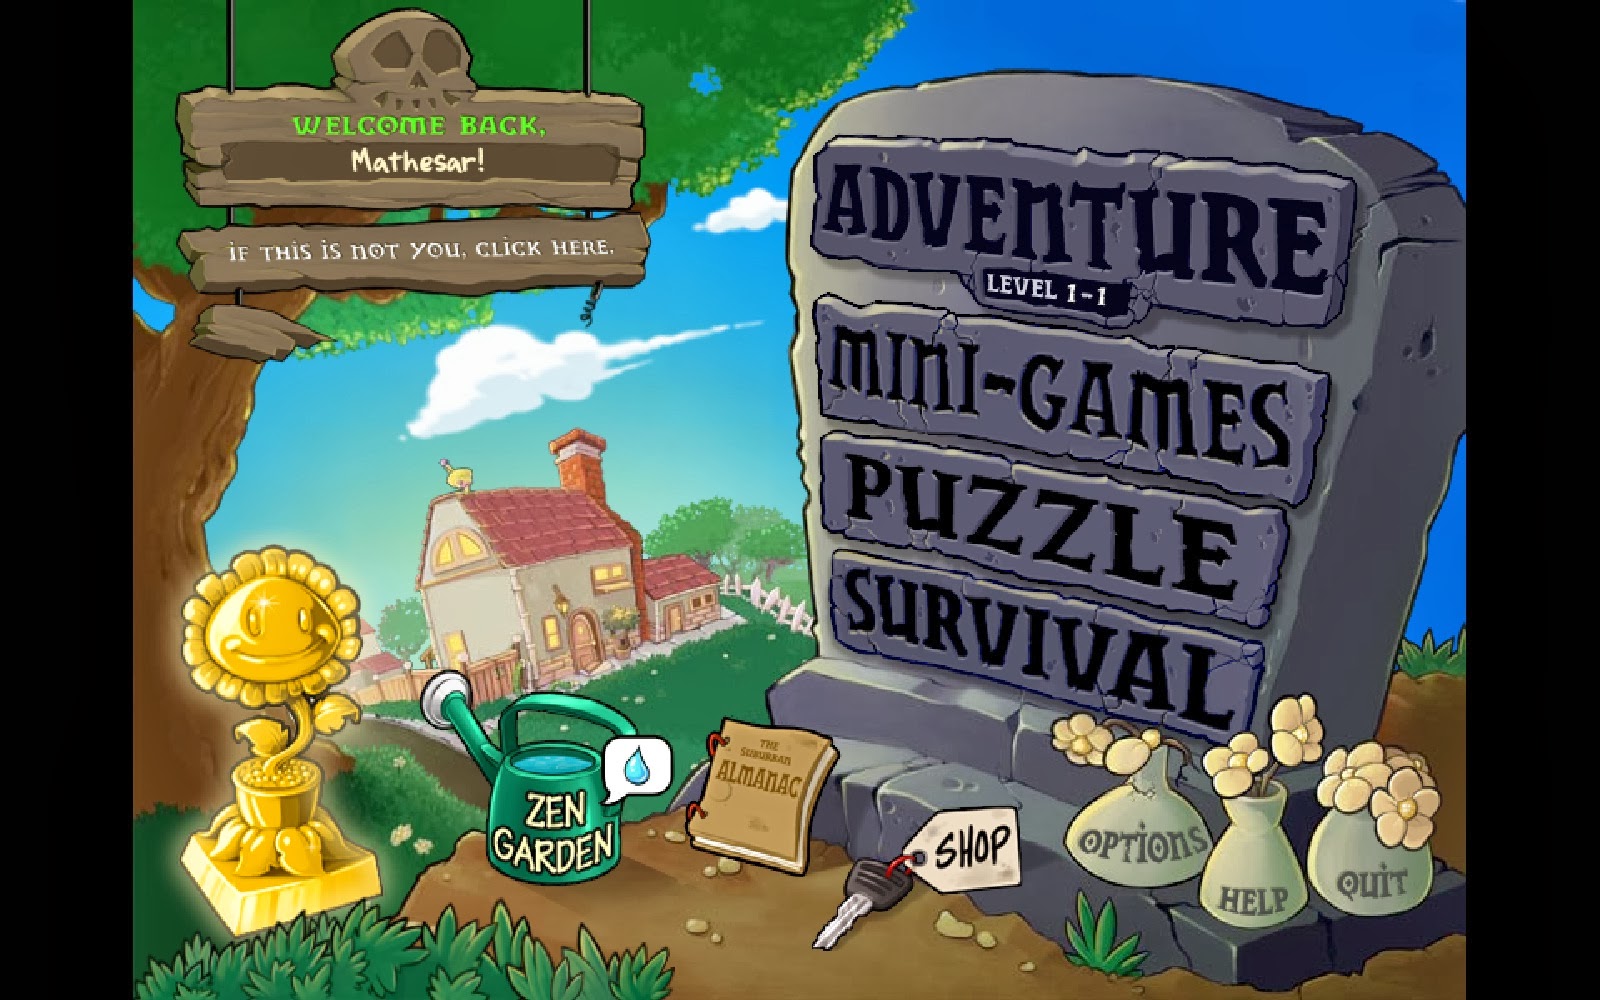 WELCOME BACK,
Mathesar!
IF THIS IS NOT YOU, CLICK HERE.
ADVENTURE
LEVEL 1-1
MINI-GAMES
PUZZLE
SURVIVAL
THE
SUBURBAN
ALMANAC
ZEN
GARDEN
SHOP
OPTIONS
HELP
QUIT